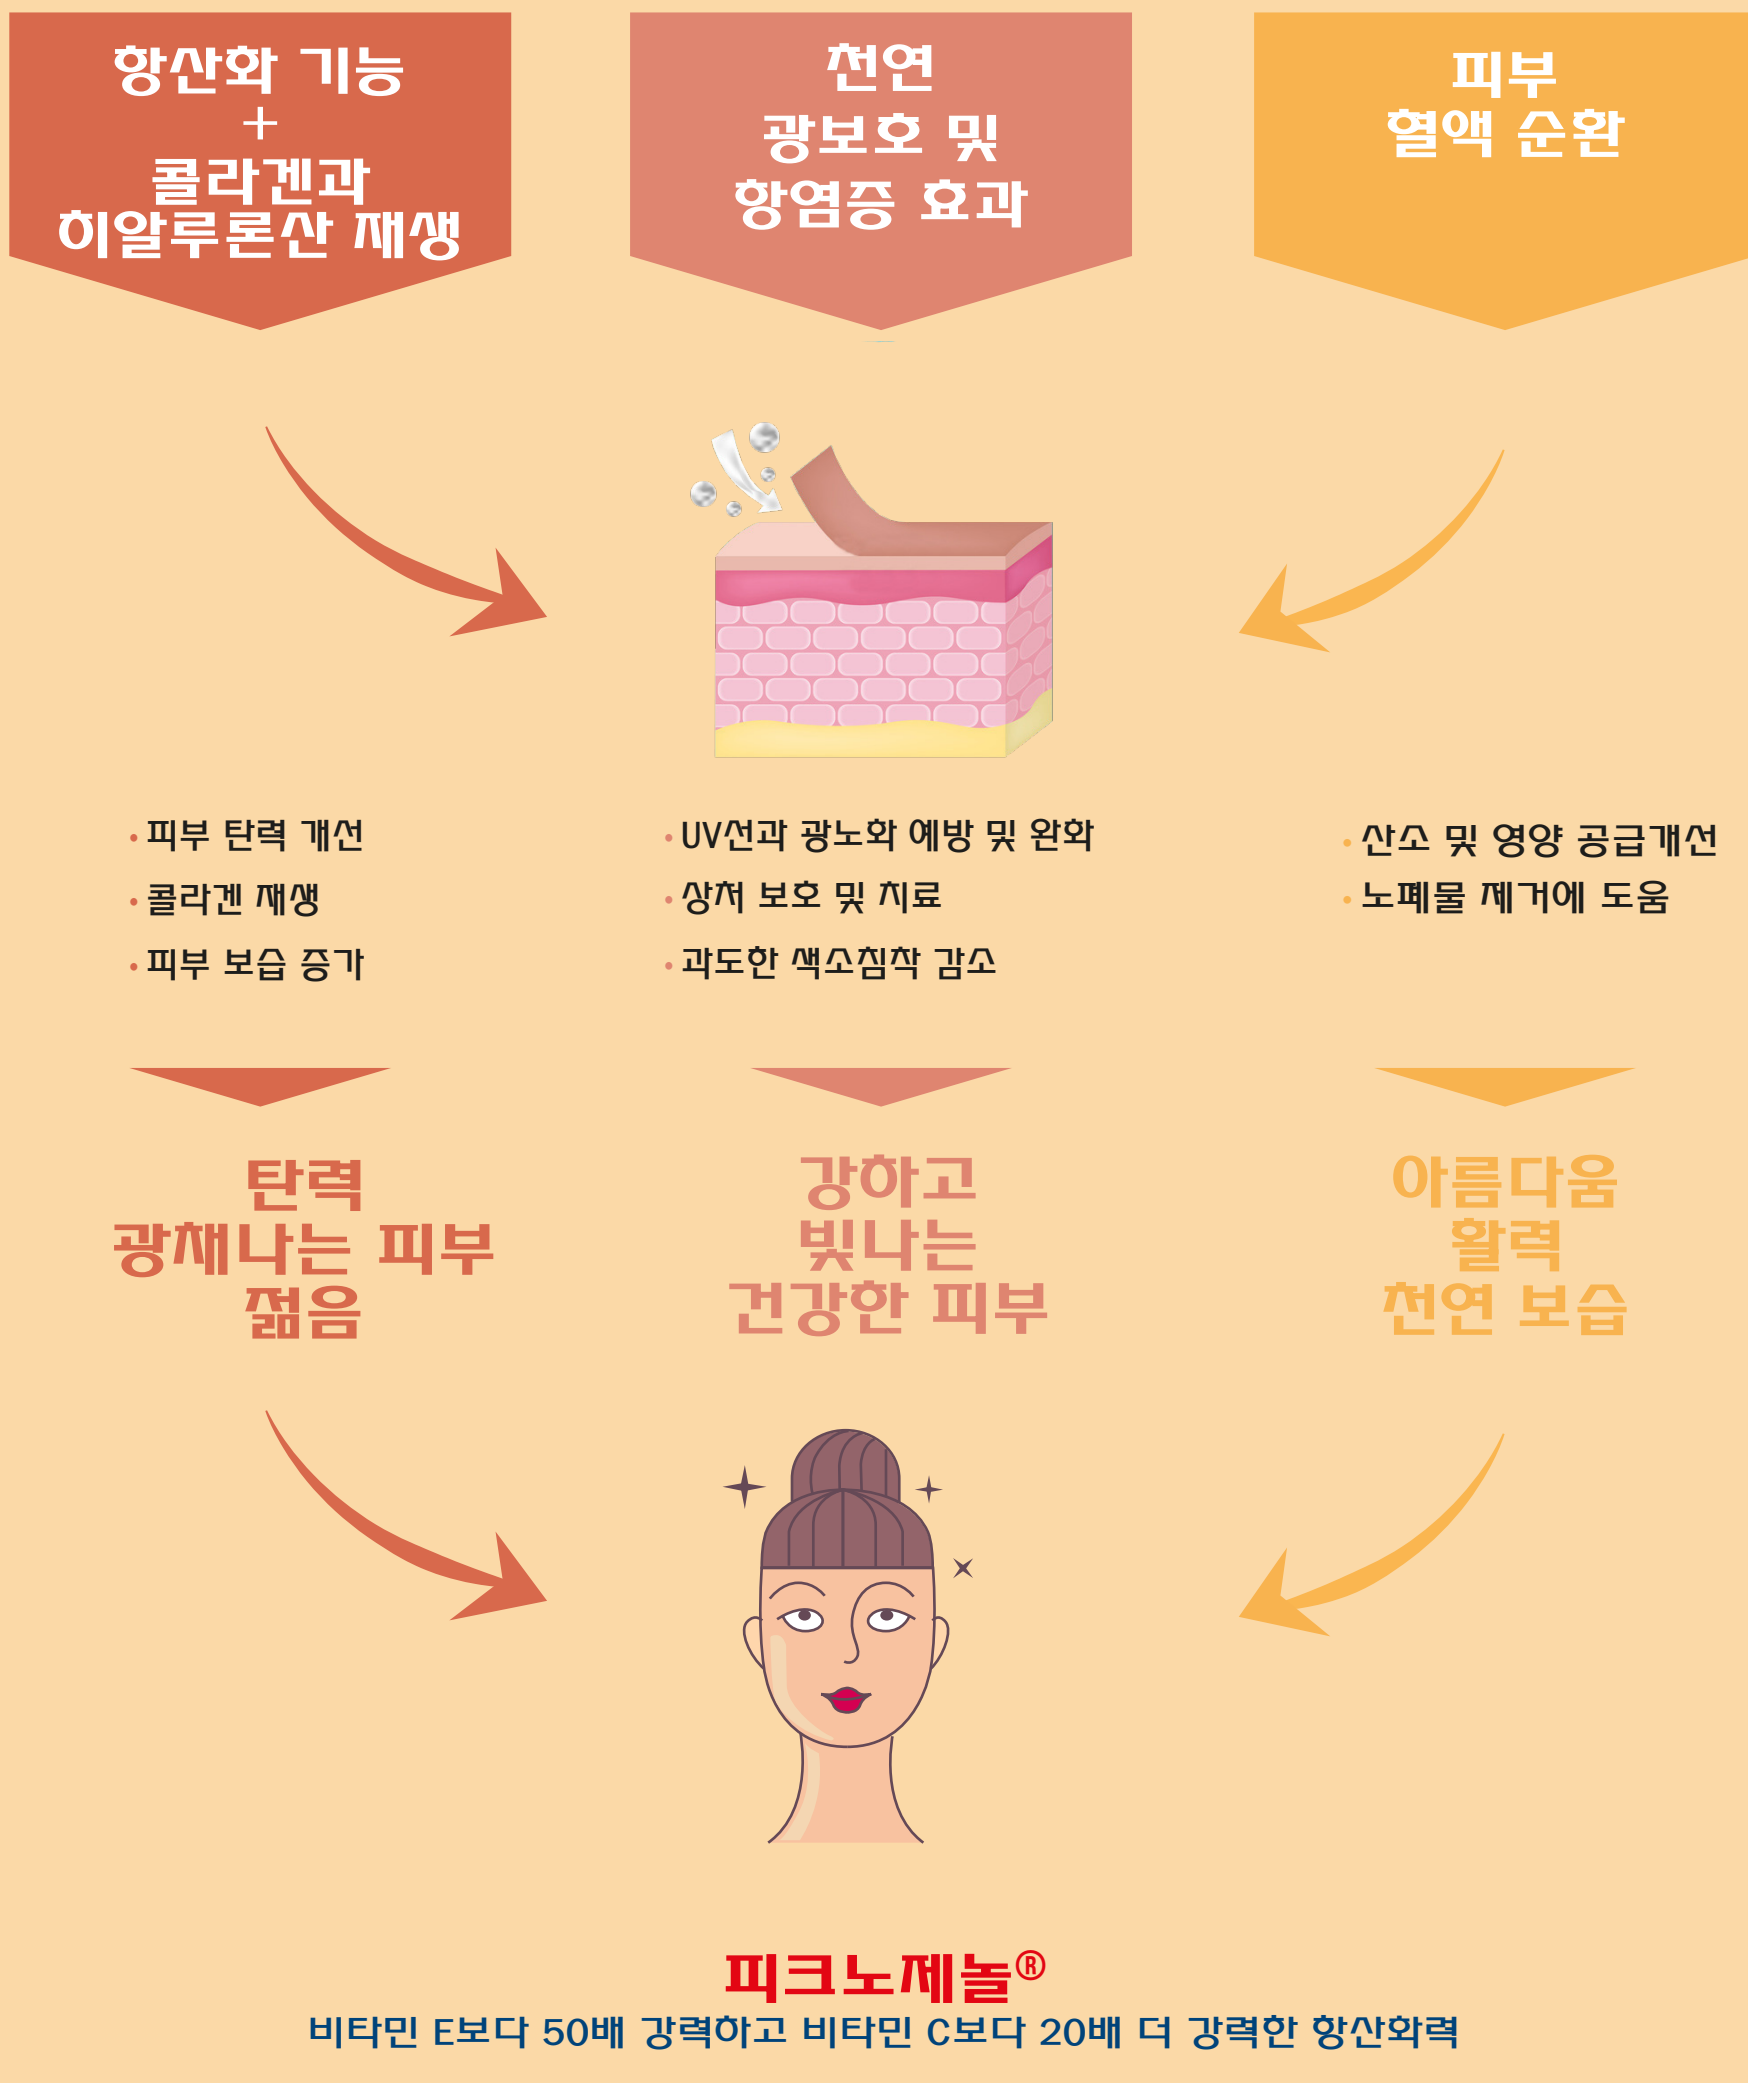 항산화 기능
+
콜라겐과
히알루론산 재생
천연
광보호 및
항염증 효과
피부
혈액 순환
• 피부 탄력 개선
• 콜라겐 재생
• 피부 보습 증가
• UV선과 광노화 예방 및 완화
• 상처 보호 및 치료
• 과도한 색소침착 감소
• 산소 및 영양 공급개선
• 노폐물 제거에 도움
탄력
광채나는 피부
젊음
강하고
빛나는
건강한 피부
아름다움
활력
천연 보습
피크노제놀®
비타민 E보다 50배 강력하고 비타민 C보다 20배 더 강력한 항산화력